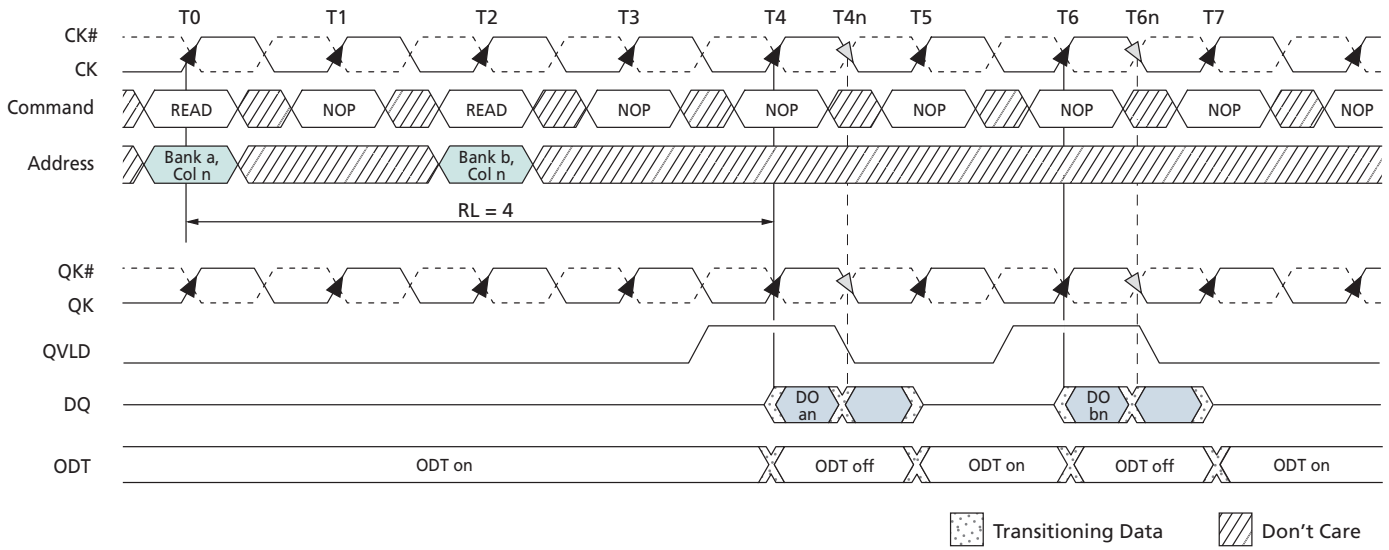 T0 T1 T2 T3 T4 T4n T5 T6 T6n T7
CK#
CK
Command READ NOP READ NOP NOP NOP NOP NOP NOP
Address Bank a, Col n Bank b, Col n
RL = 4
QK#
QK
QVLD
DQ DO an DO bn
ODT ODT on ODT off ODT on ODT off ODT on
Transitioning Data Don't Care